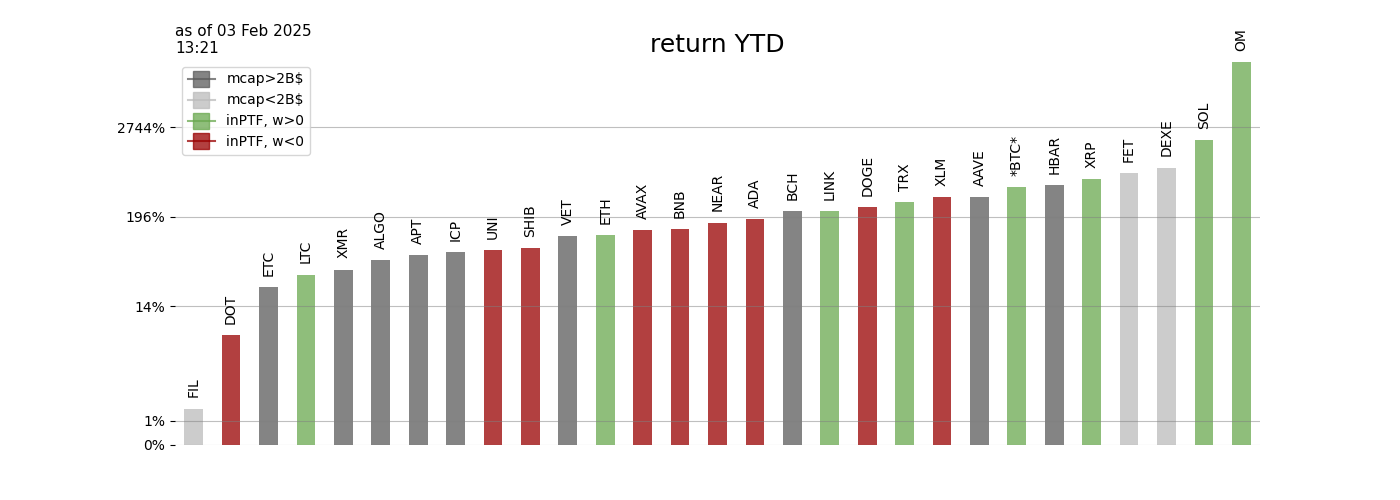 as of 03 Feb 2025
13:21
return YTD
mcap>2B$
mcap<2B$
inPTF, w>0
inPTF, w<0
2744%
196%
14%
1%
0%
FIL
DOT
ETC
LTC
XMR
ALGO
APT
ICP
UNI
SHIB
VET
ETH
AVAX
BNB
NEAR
ADA
BCH
LINK
DOGE
TRX
XLM
AAVE
*BTC*
HBAR
XRP
FET
DEXE
SOL
OM